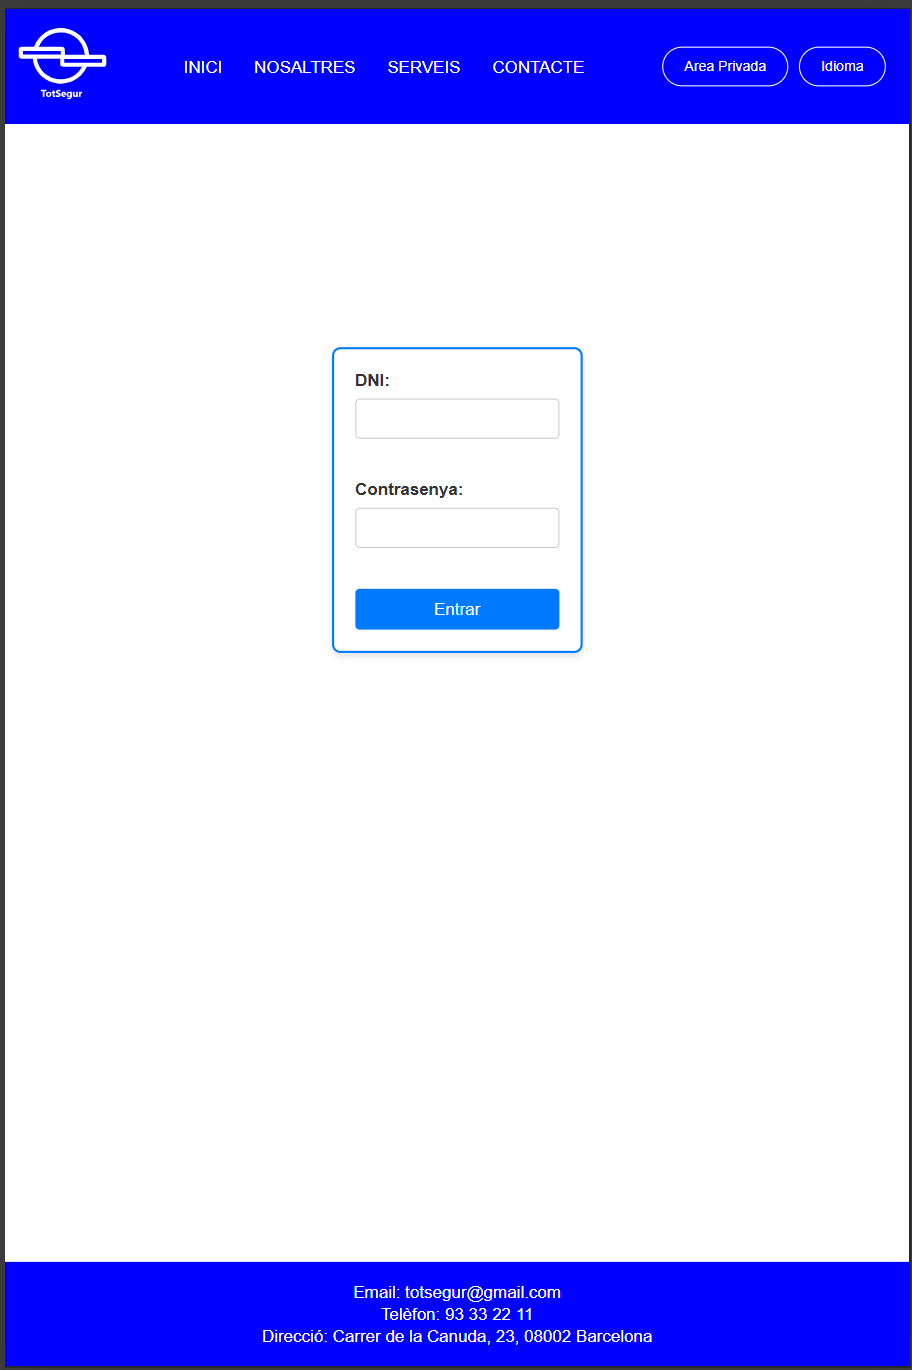 TotSegur
INICI NOSALTRES SERVEIS CONTACTE
Area Privada Idioma
DNI:
Contrasenya:
Entrar
Email: totsegur@gmail.com
Telèfon: 93 33 22 11
Direcció: Carrer de la Canuda, 23, 08002 Barcelona